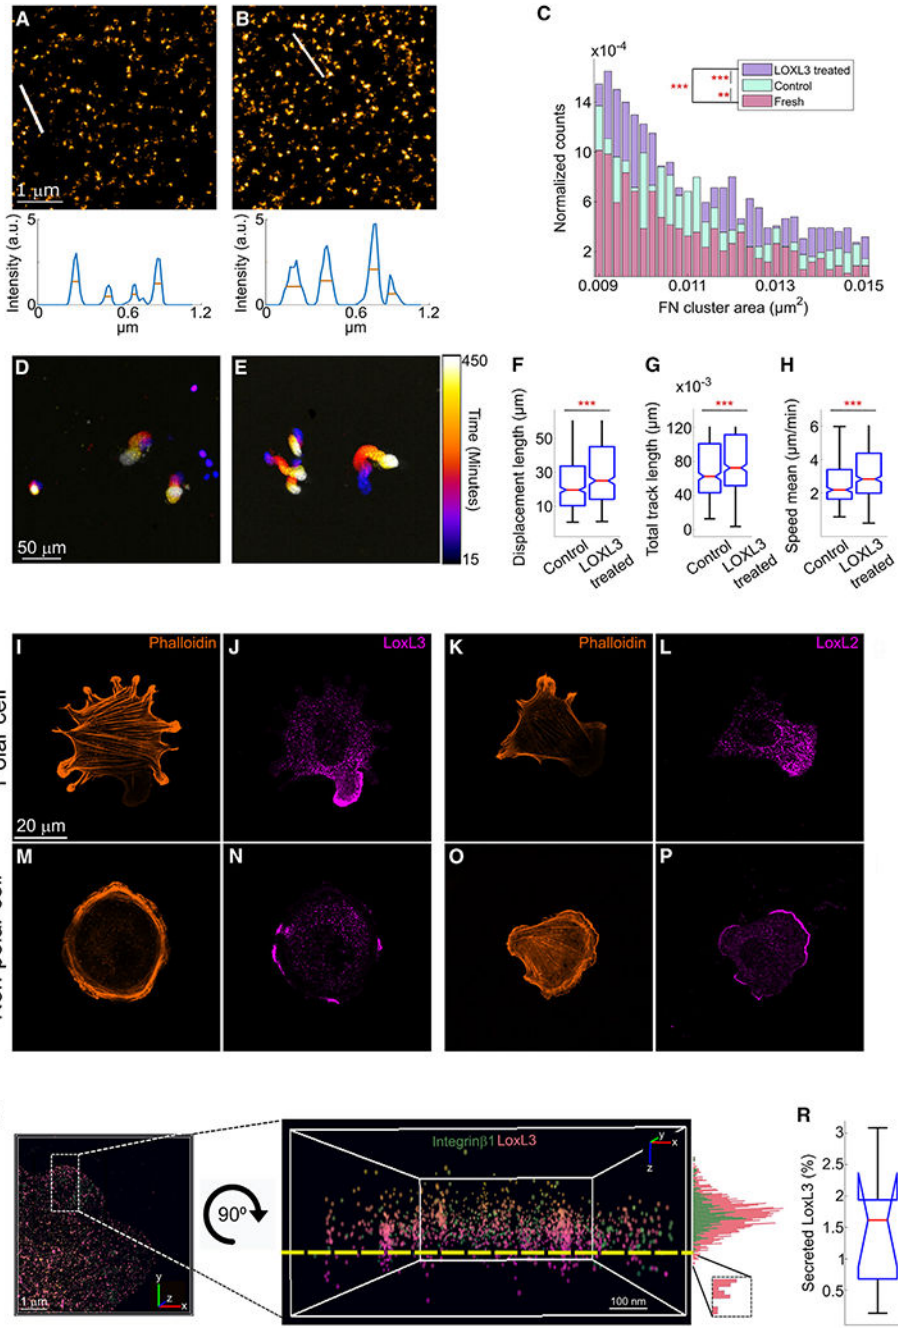 A
B
C
1 µm
x10⁻⁴
LOXL3 treated
Control
Fresh
***
***
**
Normalized counts
14
10
6
2
0.009
0.011
0.013
0.015
FN cluster area (µm²)
Intensity (a.u.)
5
0
0
0.6
1.2
µm
Intensity (a.u.)
5
0
0
0.6
1.2
µm
D
E
50 µm
450
Time (Minutes)
15
F
Displacement length (µm)
***
50
30
10
Control
LOXL3
treated
G
x10⁻³
Total track length (µm)
***
120
80
40
0
Control
LOXL3
treated
H
Speed mean (µm/min)
***
6
4
2
Control
LOXL3
treated
I
Phalloidin
J
LoxL3
K
Phalloidin
L
LoxL2
20 µm
M
N
O
P
1 µm
y
z
x
90º
Integrinβ1 LoxL3
y
x
z
100 nm
R
Secreted LoxL3 (%)
3
2.5
2
1.5
1
0.5